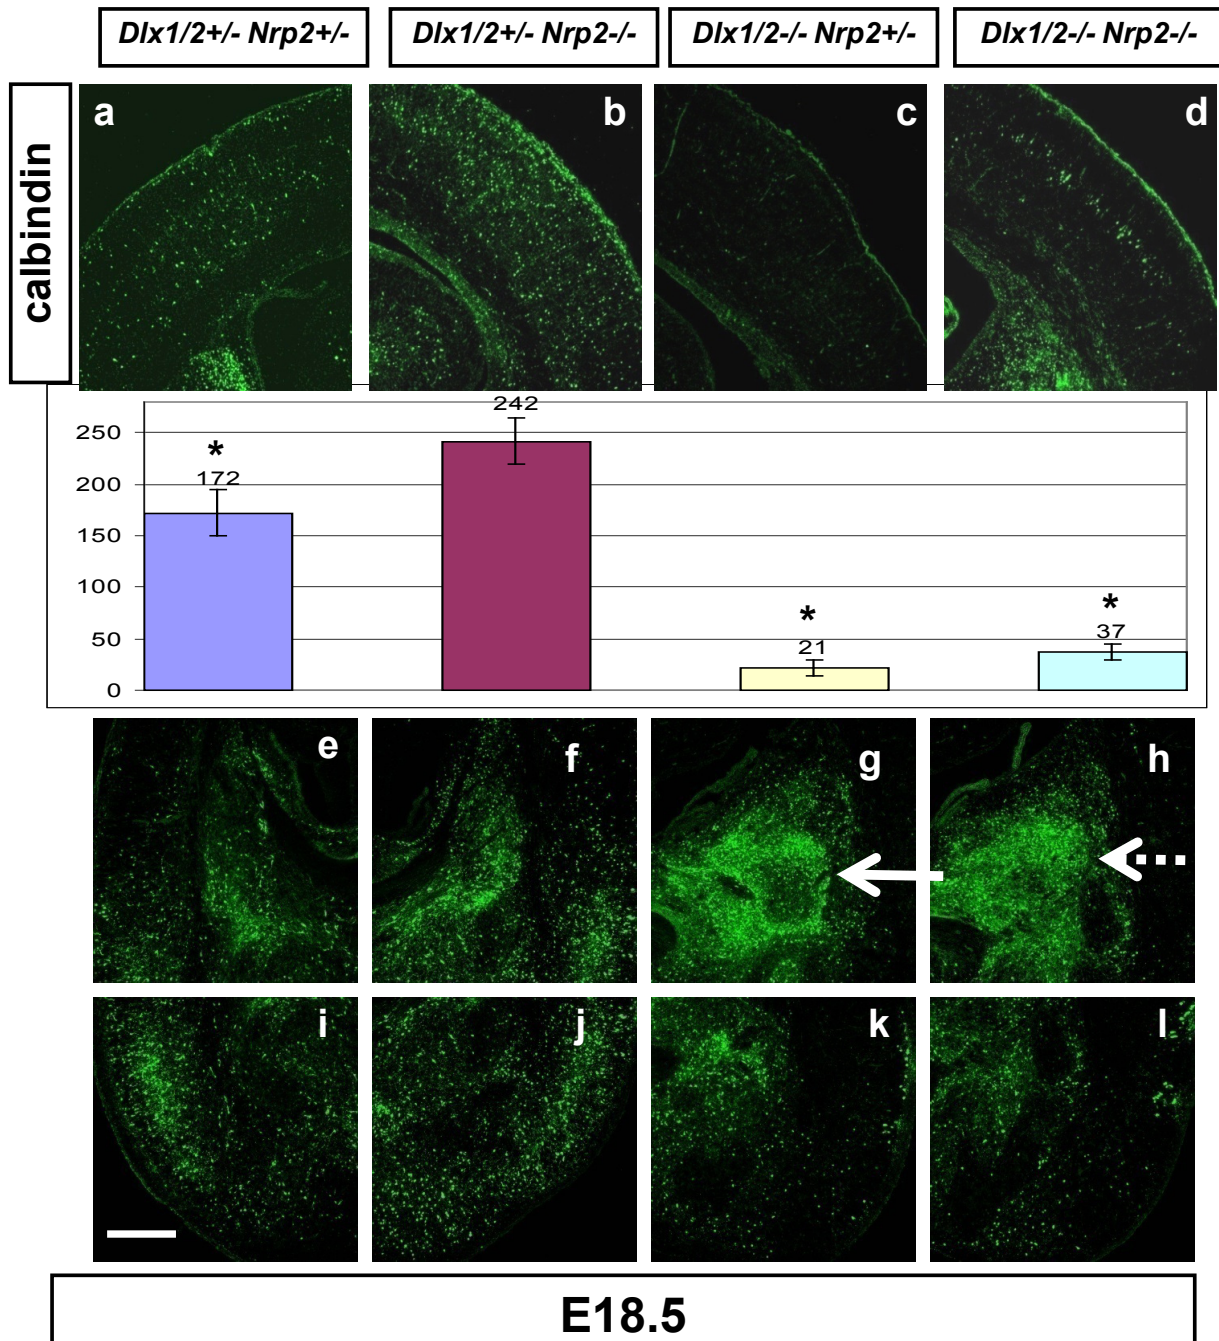 Dlx1/2+/- Nrp2+/- Dlx1/2+/- Nrp2-/- Dlx1/2-/- Nrp2+/- Dlx1/2-/- Nrp2-/-
calbindin
a b c d
250
200
150
100
50
0
* 172
242
* 21
* 37
e f g h
i j k l
E18.5